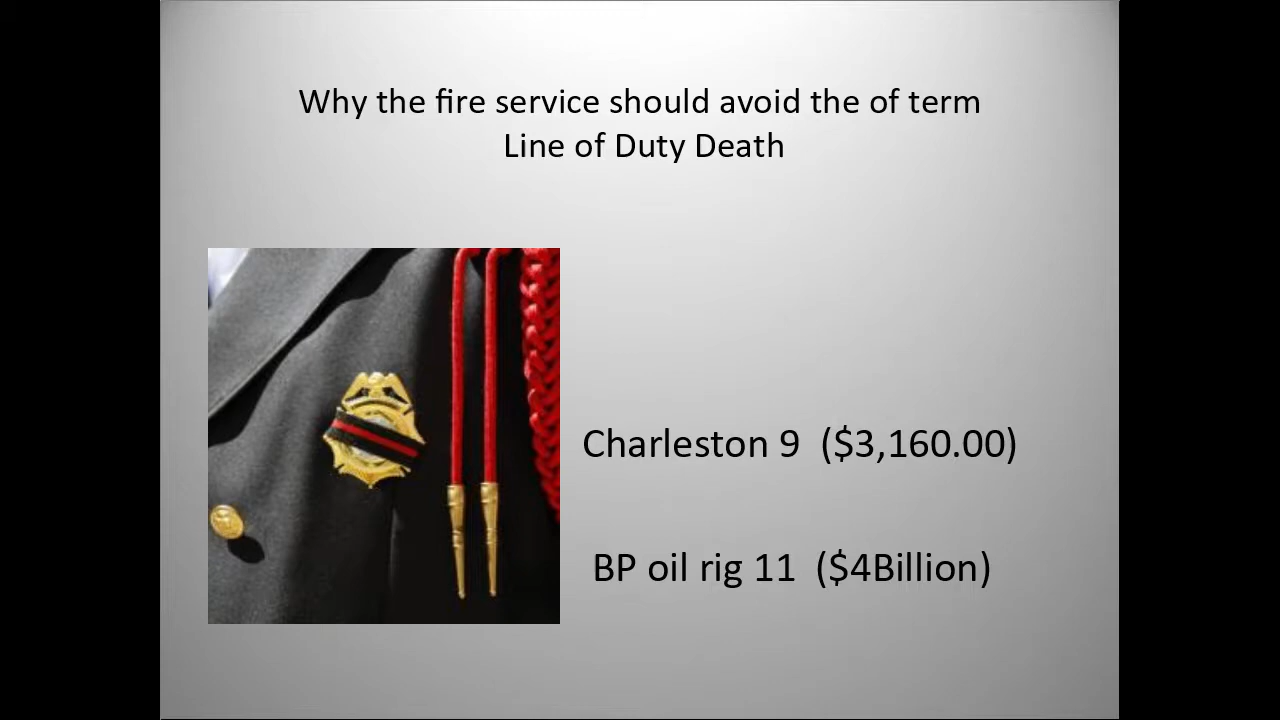 Why the fire service should avoid the of term
Line of Duty Death
Charleston 9 ($3,160.00)
BP oil rig 11 ($4Billion)